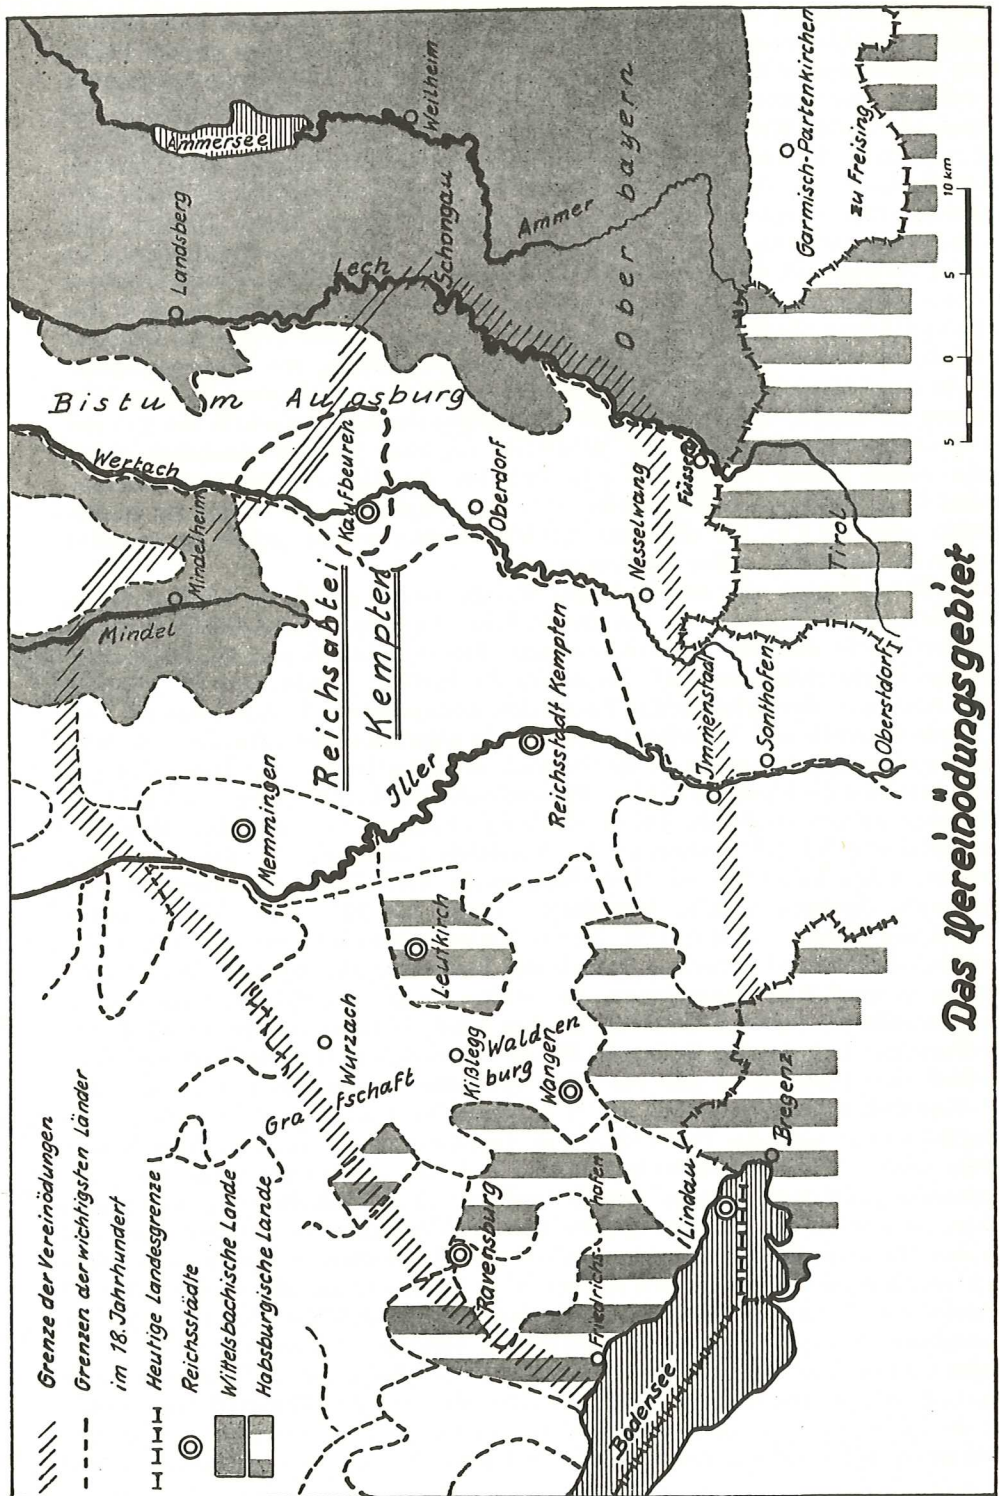 Grenze der Vereinödungen
Grenzen der wichtigsten Länder
im 18. Jahrhundert
Heutige Landesgrenze
Reichsstädte
Wittelsbachische Lande
Habsburgische Lande
Memmingen
Mindel
Mindelheim
Wertach
Bistum Augsburg
Landsberg
Ammersee
Wurzach
Grafschaft
Waldenburg
Reichsabtei
Kempten
Kaufbeuren
Lech
Schongau
Weilheim
Leutkirch
Kißlegg
Iller
Oberdorf
Ammer
Ravensburg
Wangen
Reichsstadt Kempten
Nesselwang
Oberbayern
Friedrichshafen
Lindau
Immenstadt
Füssen
Bodensee
Bregenz
Sonthofen
Oberstdorf
Tirol
Garmisch-Partenkirchen
zu Freising
5 0 5 10 km
Das Vereinödungsgebiet